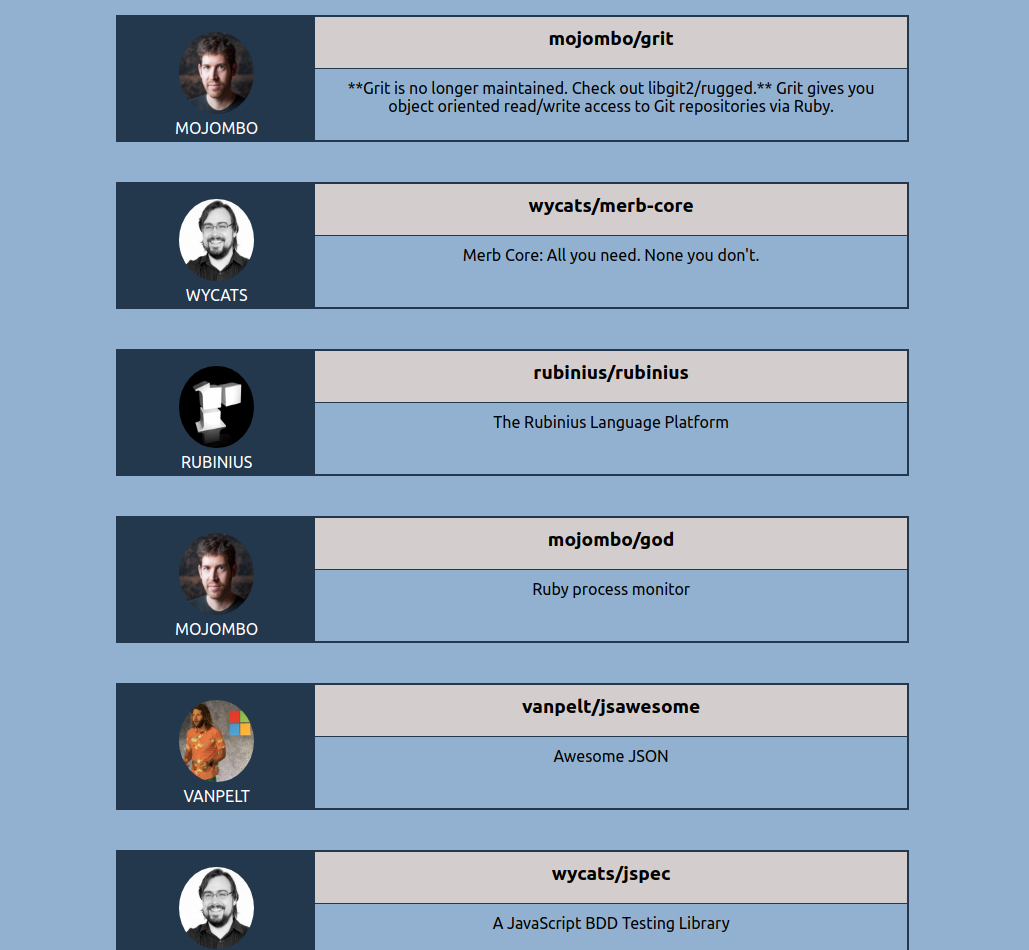 mojombo/grit
**Grit is no longer maintained. Check out libgit2/rugged.** Grit gives you
object oriented read/write access to Git repositories via Ruby.
MOJOMBO
wycats/merb-core
Merb Core: All you need. None you don't.
WYCATS
rubinius/rubinius
The Rubinius Language Platform
RUBINIUS
mojombo/god
Ruby process monitor
MOJOMBO
vanpelt/jsawesome
Awesome JSON
VANPELT
wycats/jspec
A JavaScript BDD Testing Library